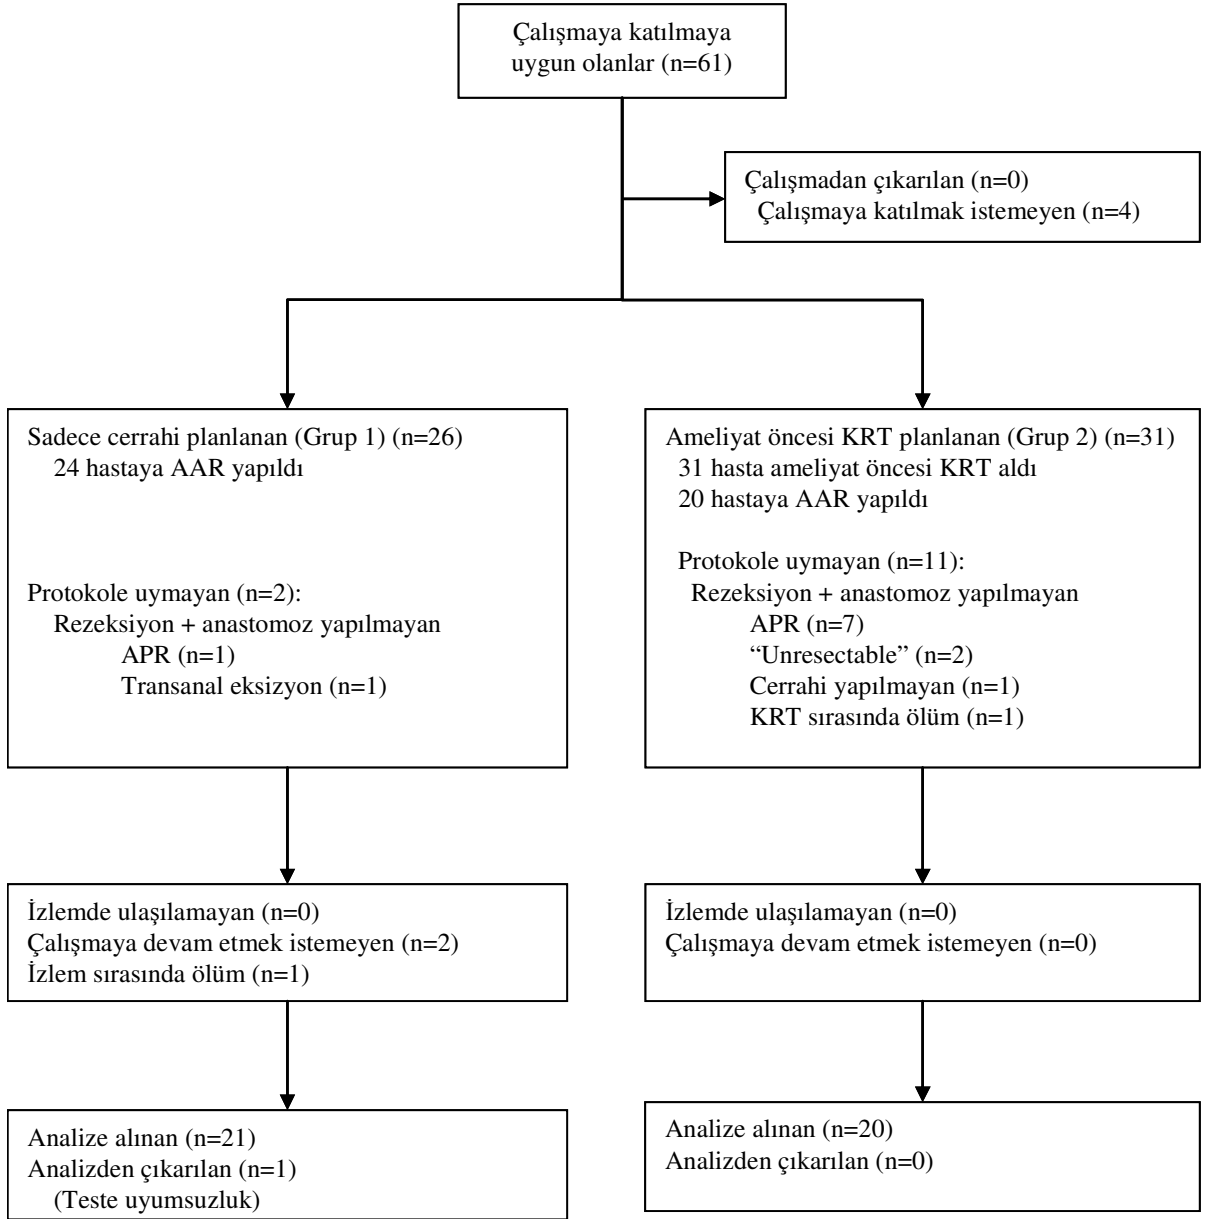 Çalışmaya katılmaya
uygun olanlar (n=61)
Çalışmadan çıkarılan (n=0)
Çalışmaya katılmak istemeyen (n=4)
Sadece cerrahi planlanan (Grup 1) (n=26)
24 hastaya AAR yapıldı
Protokole uymayan (n=2):
Rezeksiyon + anastomoz yapılmayan
APR (n=1)
Transanal eksizyon (n=1)
Ameliyat öncesi KRT planlanan (Grup 2) (n=31)
31 hasta ameliyat öncesi KRT aldı
20 hastaya AAR yapıldı
Protokole uymayan (n=11):
Rezeksiyon + anastomoz yapılmayan
APR (n=7)
“Unresectable” (n=2)
Cerrahi yapılmayan (n=1)
KRT sırasında ölüm (n=1)
İzlemde ulaşılamayan (n=0)
Çalışmaya devam etmek istemeyen (n=2)
İzlem sırasında ölüm (n=1)
İzlemde ulaşılamayan (n=0)
Çalışmaya devam etmek istemeyen (n=0)
Analize alınan (n=21)
Analizden çıkarılan (n=1)
(Teste uyumsuzluk)
Analize alınan (n=20)
Analizden çıkarılan (n=0)